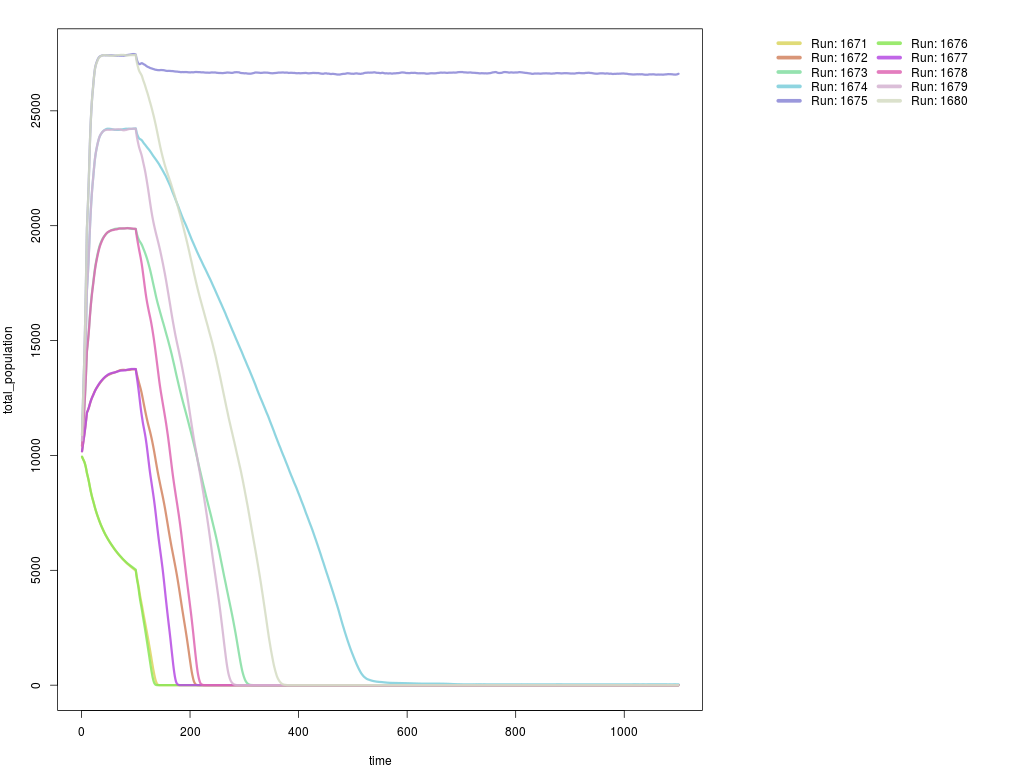 Run: 1671
Run: 1672
Run: 1673
Run: 1674
Run: 1675
Run: 1676
Run: 1677
Run: 1678
Run: 1679
Run: 1680
total_population
25000
20000
15000
10000
5000
0
0 200 400 600 800 1000
time